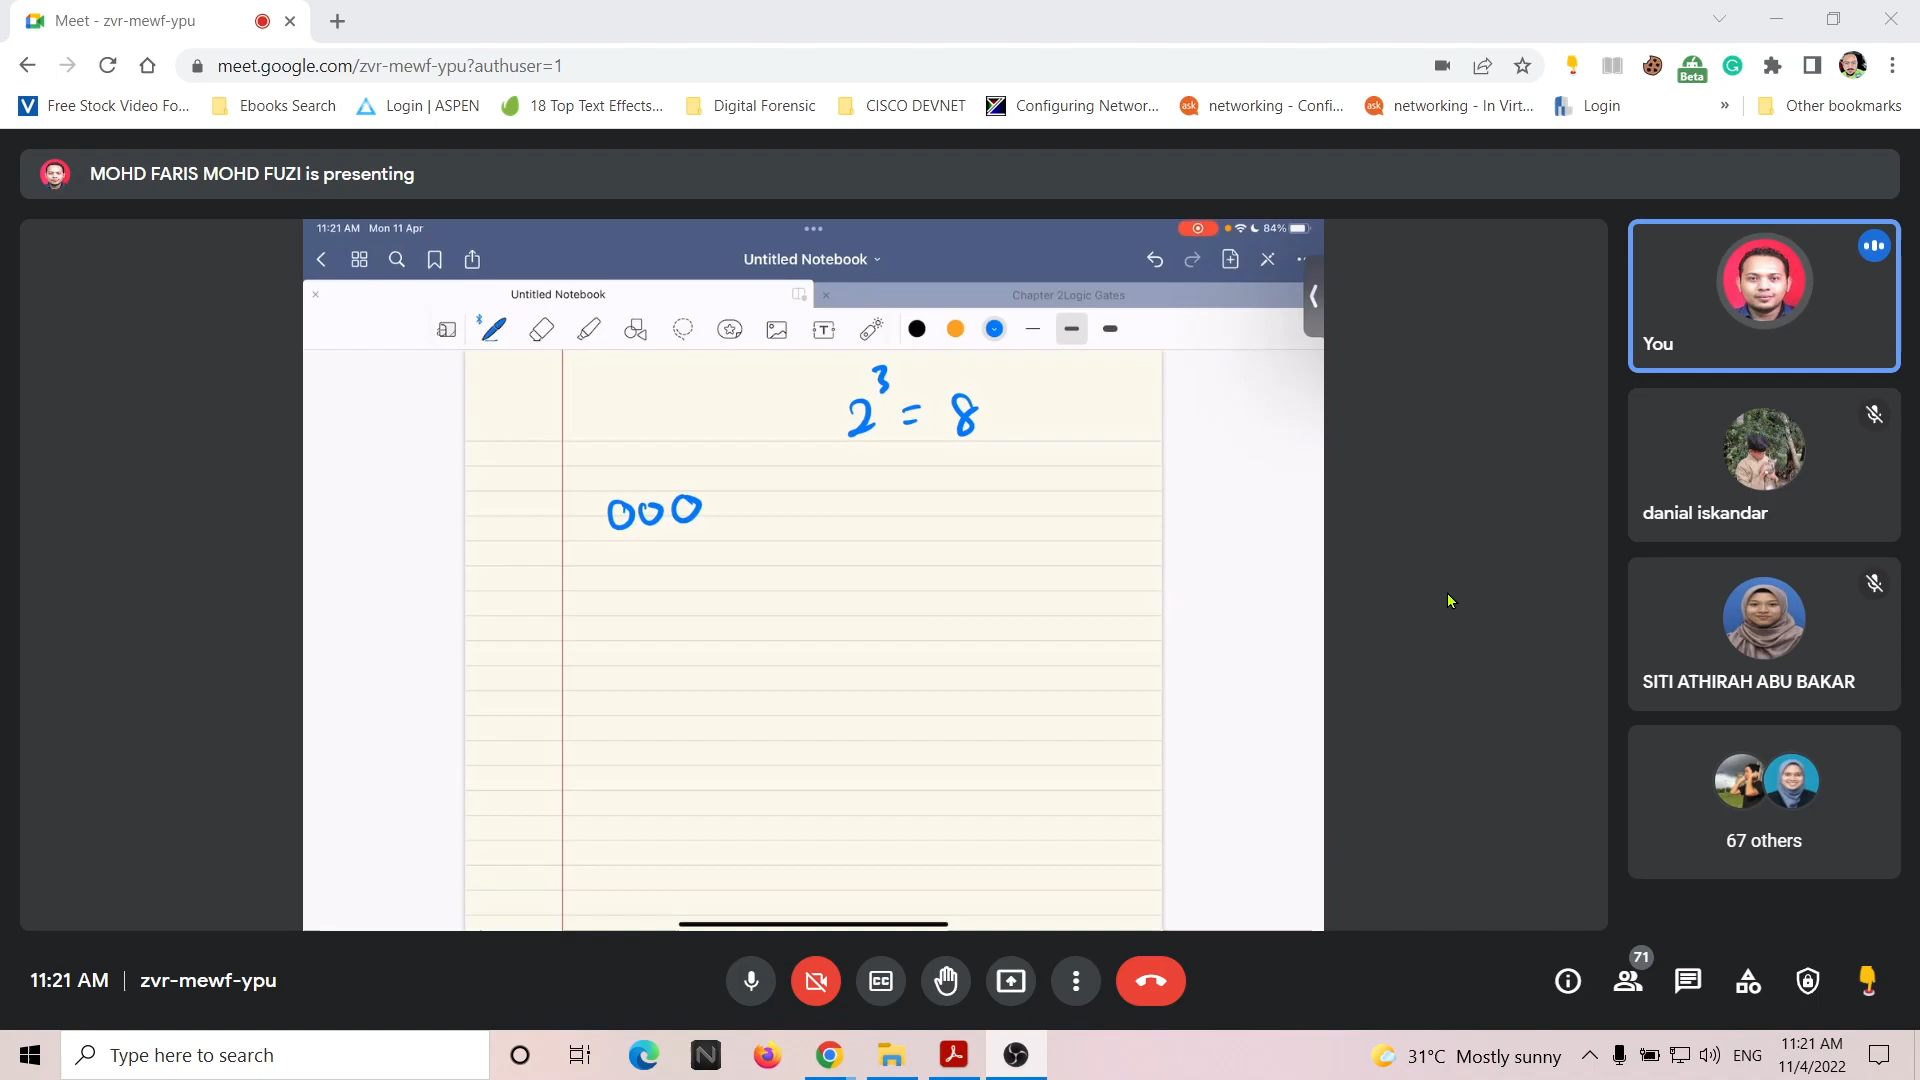 Meet - zvr-mewf-ypu
meet.google.com/zvr-mewf-ypu?authuser=1
Beta
Free Stock Video Fo... Ebooks Search Login | ASPEN 18 Top Text Effects... Digital Forensic CISCO DEVNET Configuring Networ... ask networking - Confi... ask networking - In Virt... Login » Other bookmarks
MOHD FARIS MOHD FUZI is presenting
11:21 AM Mon 11 Apr 84%
Untitled Notebook
Untitled Notebook Chapter 2Logic Gates
2³ = 8
000
You
danial iskandar
SITI ATHIRAH ABU BAKAR
67 others
11:21 AM | zvr-mewf-ypu
71
Type here to search
31°C Mostly sunny
ENG
11:21 AM
11/4/2022